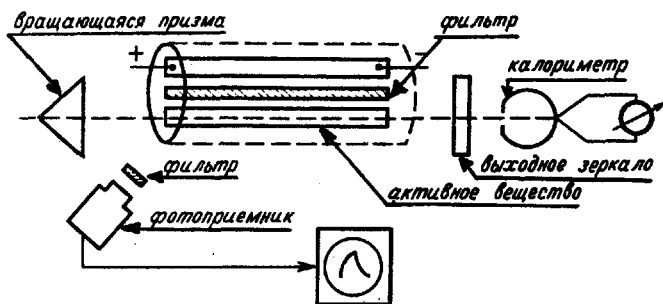 вращающаяся призма
фильтр
+
−
калориметр
фильтр
выходное зеркало
активное вещество
фотоприемник